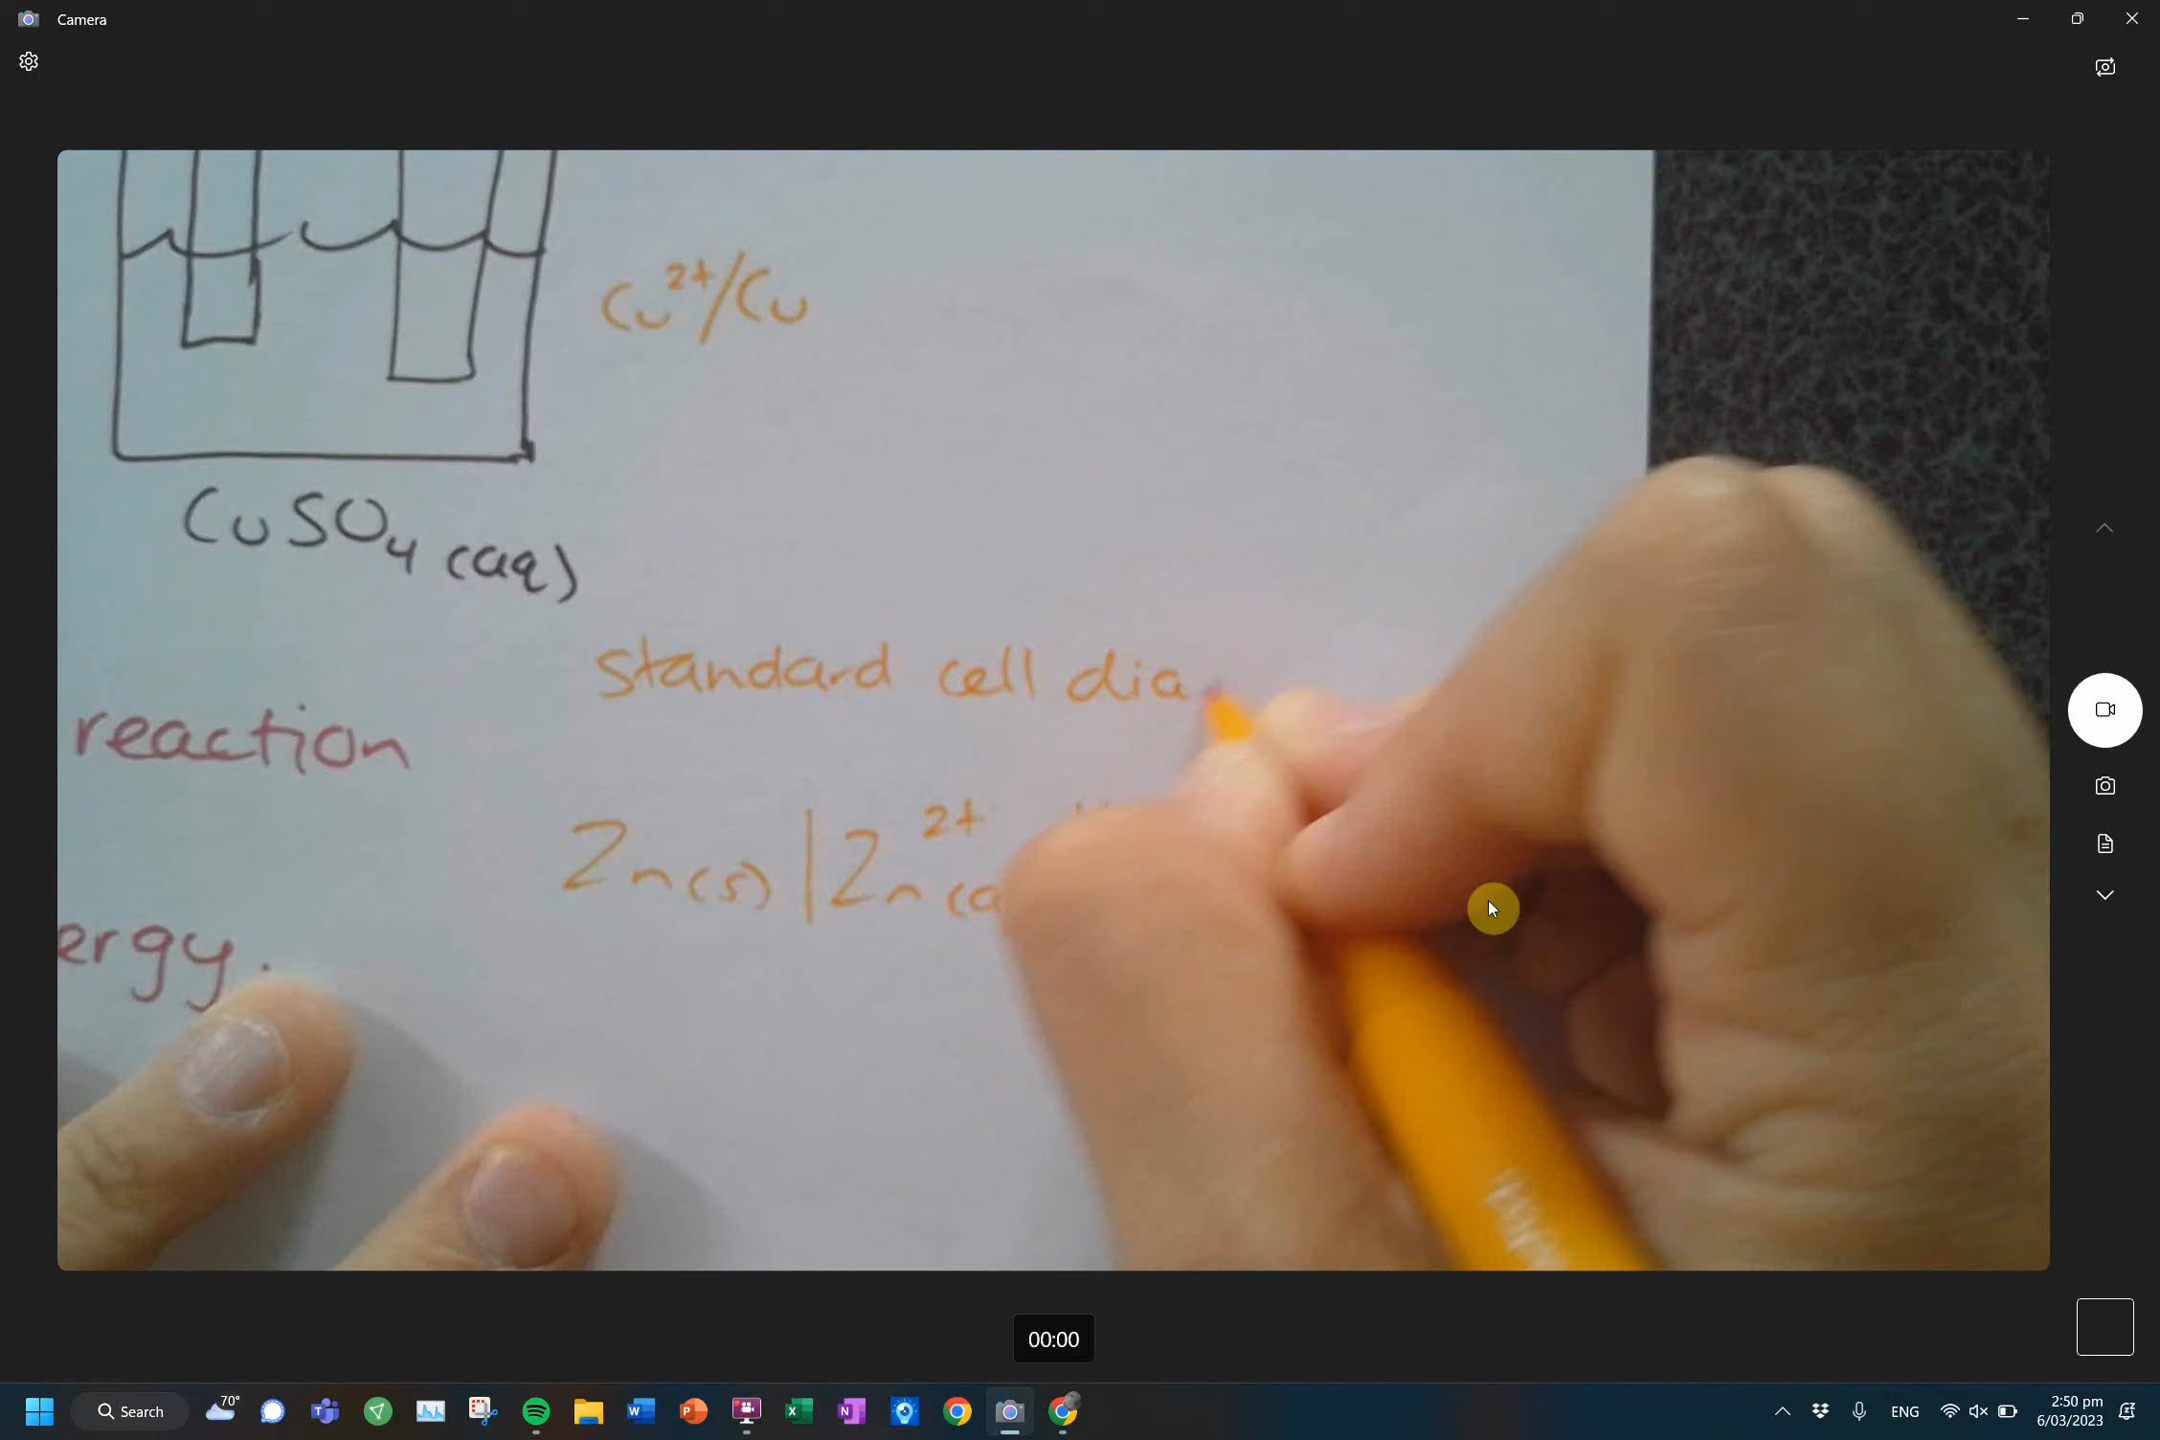 Camera
Cu²⁺/Cu
CuSO₄ (aq)
standard cell dia
reaction
Zn(s) | Zn²⁺ (a
ergy.
00:00
70°
Search
ENG
2:50 pm
6/03/2023